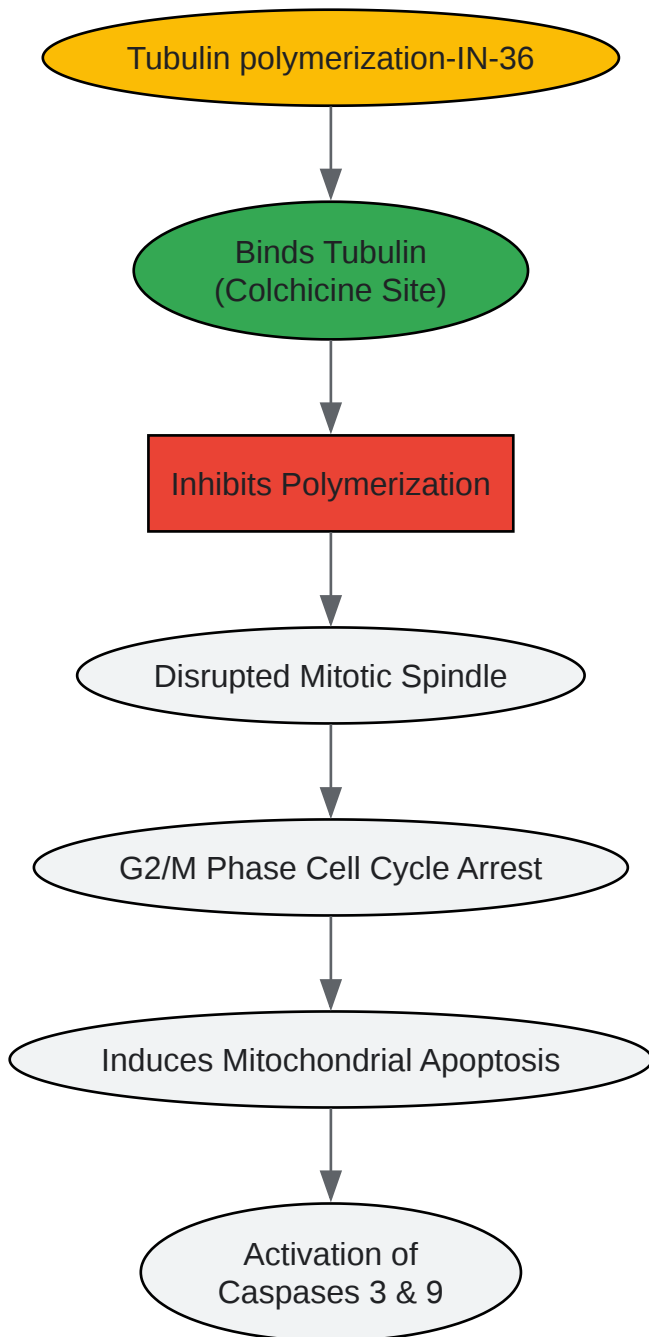 Tubulin polymerization-IN-36
Binds Tubulin
(Colchicine Site)
Inhibits Polymerization
Disrupted Mitotic Spindle
G2/M Phase Cell Cycle Arrest
Induces Mitochondrial Apoptosis
Activation of
Caspases 3 & 9